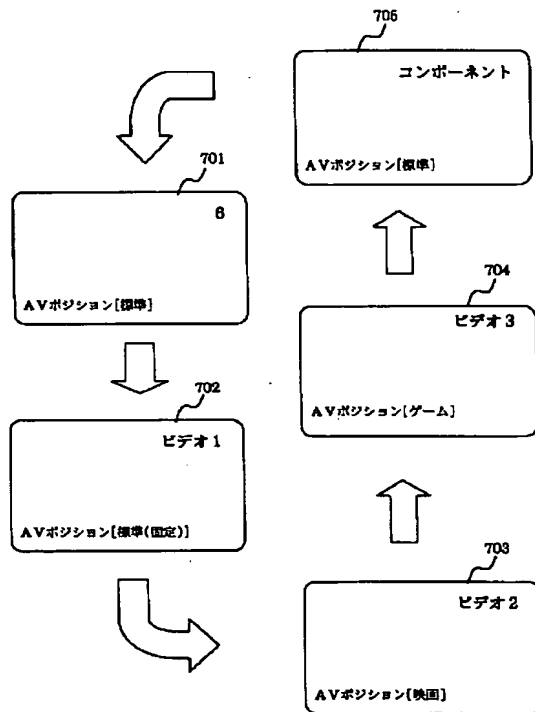 705
コンポーネント
AVポジション[標準]
701
6
AVポジション[標準]
704
ビデオ3
AVポジション[ゲーム]
702
ビデオ1
AVポジション[標準(固定)]
703
ビデオ2
AVポジション[映画]